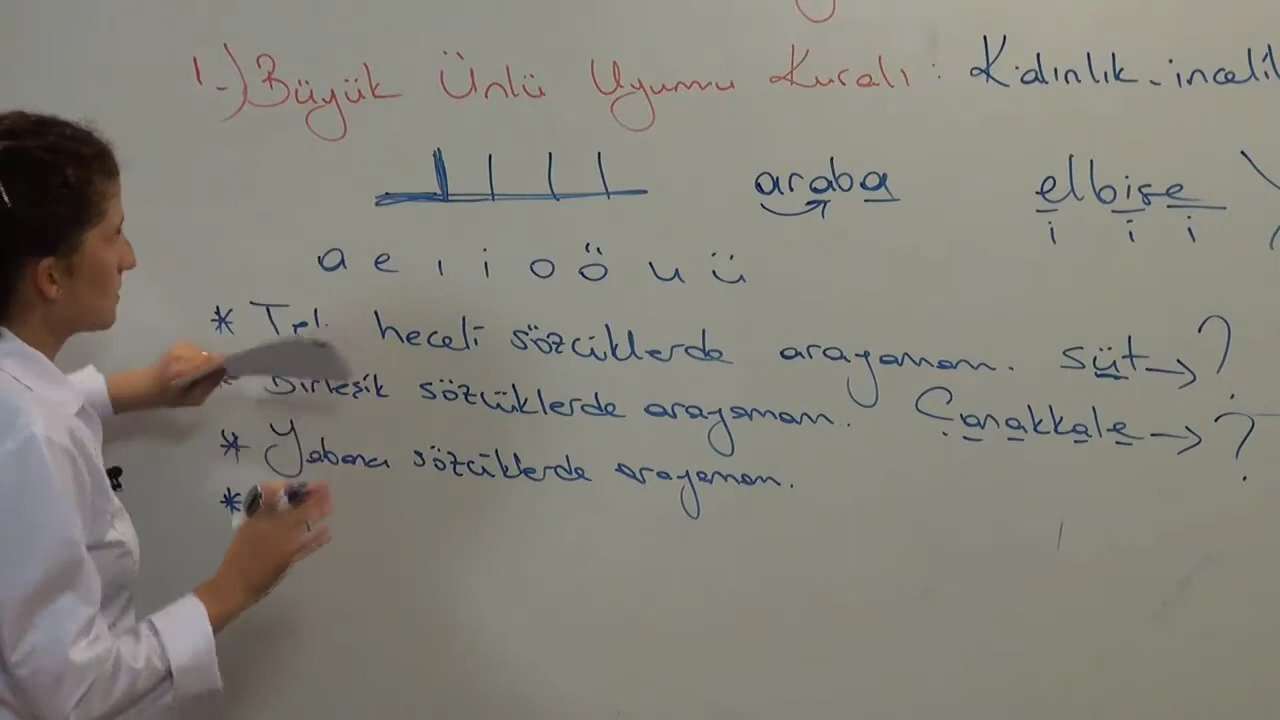 1-) Büyük Ünlü Uyumu Kuralı: Kalınlık-incelik
araba elbise
i i i
a e ı i o ö u ü
* Tek heceli sözcüklerde arayamam. süt → ?
* Birleşik sözcüklerde arayamam. Çanakkale → ?
* Yabancı sözcüklerde arayamam.
*